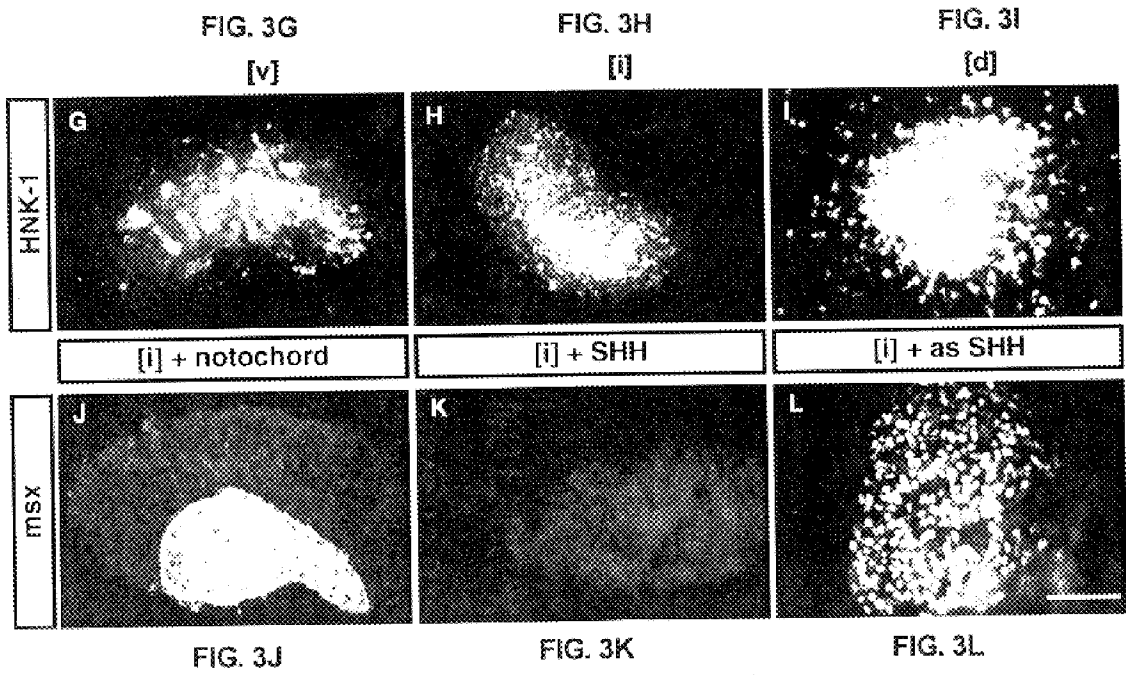 FIG. 3G
FIG. 3H
FIG. 3I
[v]
[i]
[d]
HNK-1
G
H
I
[i] + notochord
[i] + SHH
[i] + as SHH
msx
J
K
L
FIG. 3J
FIG. 3K
FIG. 3L